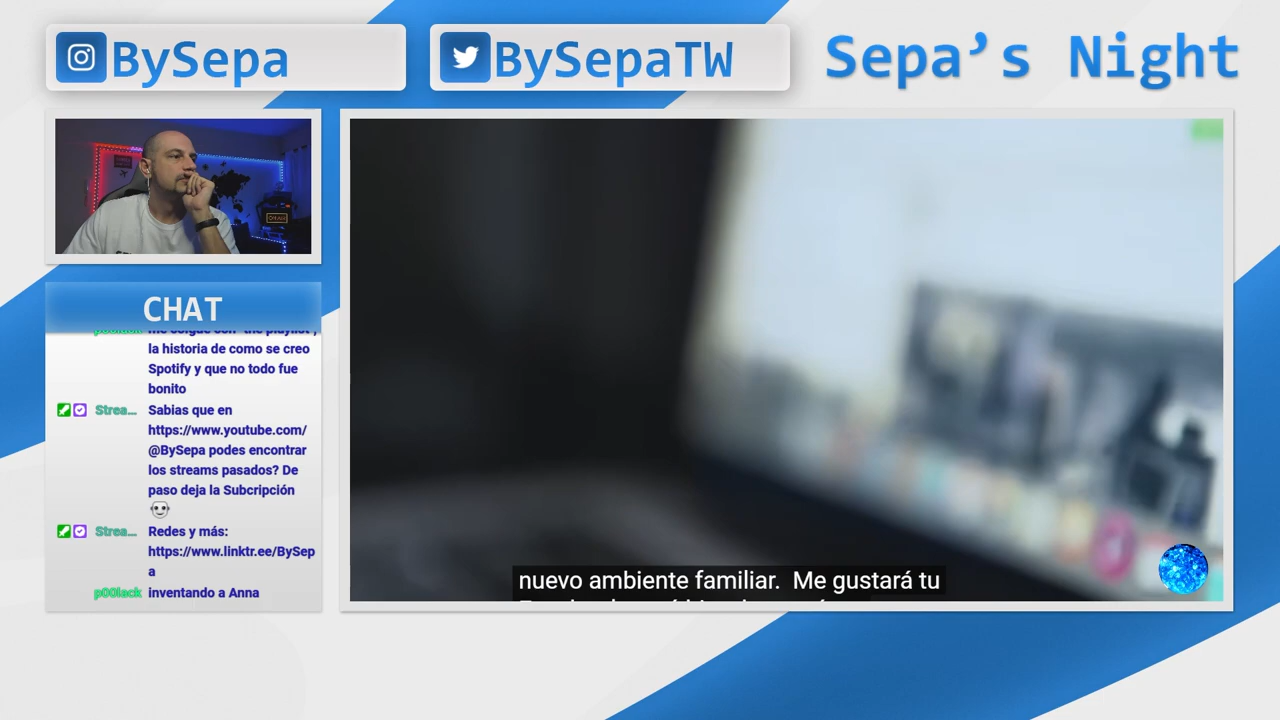 BySepa
BySepaTW
Sepa's Night
CHAT
la historia de como se creo
Spotify y que no todo fue
bonito
Strea... Sabias que en
https://www.youtube.com/
@BySepa podes encontrar
los streams pasados? De
paso deja la Subcripción
Strea... Redes y más:
https://www.linktr.ee/BySep
a
p00lack inventando a Anna
nuevo ambiente familiar. Me gustará tu